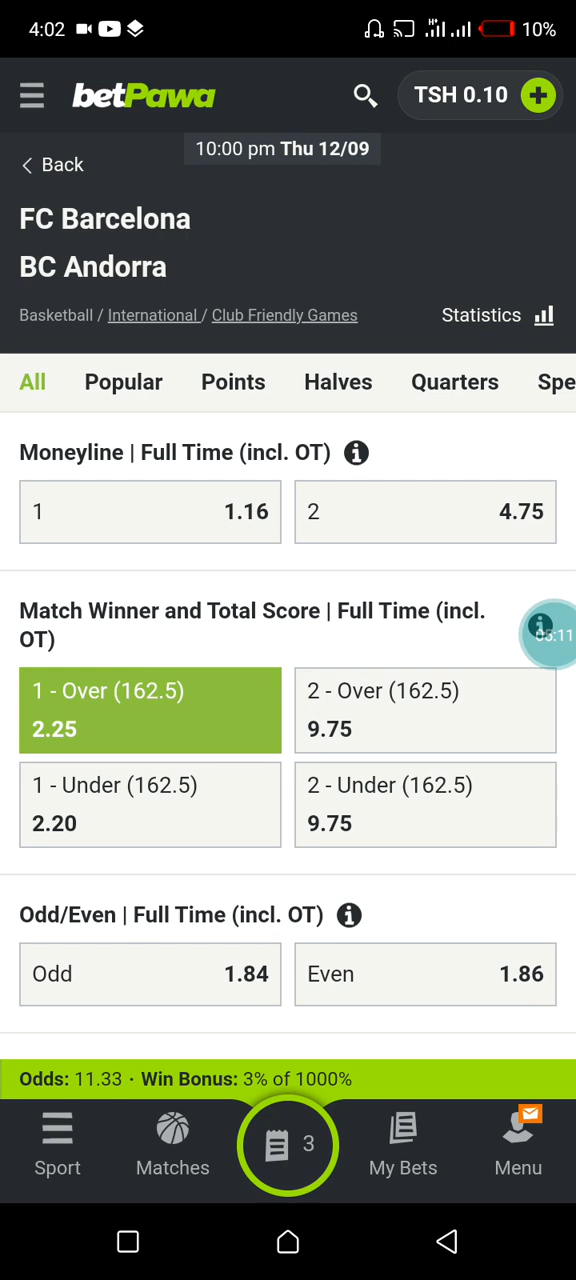 4:02 10%
betPawa TSH 0.10 +
10:00 pm Thu 12/09
Back
FC Barcelona
BC Andorra
Basketball / International / Club Friendly Games Statistics
All Popular Points Halves Quarters Spe
Moneyline | Full Time (incl. OT)
1 1.16 2 4.75
Match Winner and Total Score | Full Time (incl.
OT)
05:11
1 - Over (162.5) 2 - Over (162.5)
2.25 9.75
1 - Under (162.5) 2 - Under (162.5)
2.20 9.75
Odd/Even | Full Time (incl. OT)
Odd 1.84 Even 1.86
Odds: 11.33 · Win Bonus: 3% of 1000%
3
Sport Matches My Bets Menu